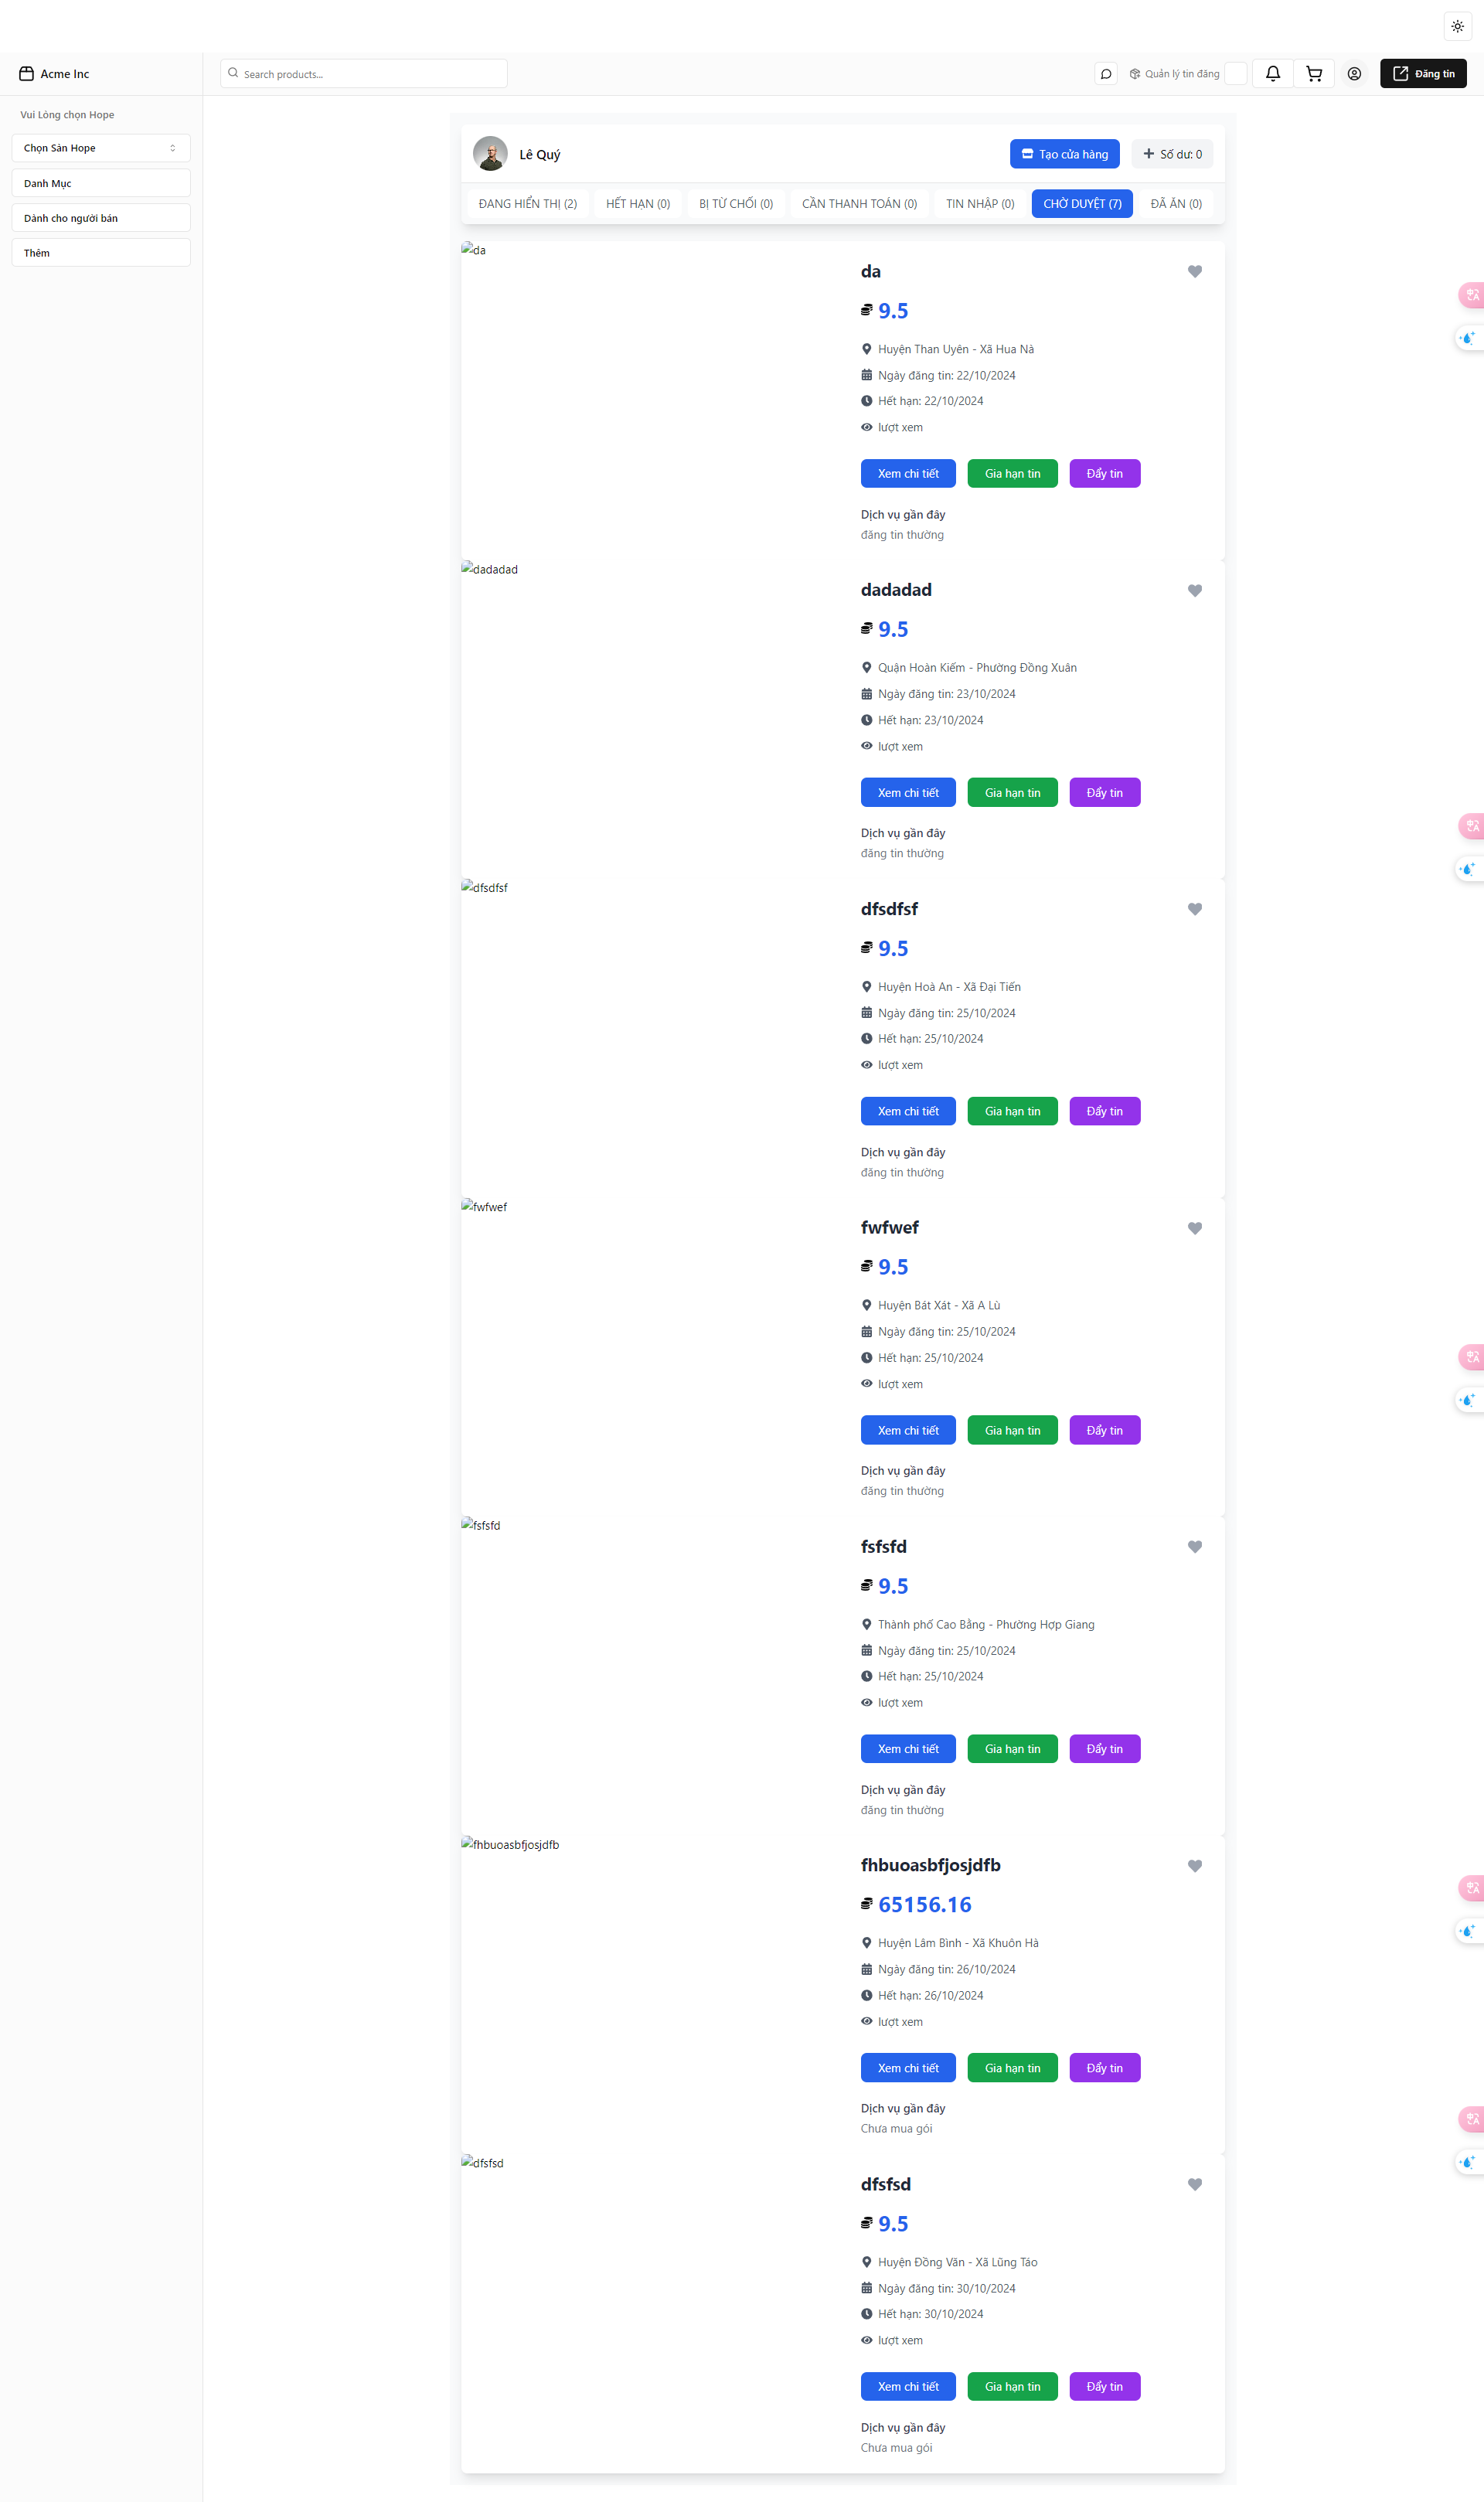 Acme Inc
Search products...
Quản lý tin đăng
Đăng tin
Vui Lòng chọn Hope
Chọn Sàn Hope
Danh Mục
Dành cho người bán
Thêm
Lê Quý
Tạo cửa hàng
Số dư: 0
ĐANG HIỂN THỊ (2)
HẾT HẠN (0)
BỊ TỪ CHỐI (0)
CẦN THANH TOÁN (0)
TIN NHẬP (0)
CHỜ DUYỆT (7)
ĐÃ ẨN (0)
da
da
9.5
Huyện Than Uyên - Xã Hua Nà
Ngày đăng tin: 22/10/2024
Hết hạn: 22/10/2024
lượt xem
Xem chi tiết
Gia hạn tin
Đẩy tin
Dịch vụ gần đây
đăng tin thường
dadadad
dadadad
9.5
Quận Hoàn Kiếm - Phường Đồng Xuân
Ngày đăng tin: 23/10/2024
Hết hạn: 23/10/2024
lượt xem
Xem chi tiết
Gia hạn tin
Đẩy tin
Dịch vụ gần đây
đăng tin thường
dfsdfsf
dfsdfsf
9.5
Huyện Hoà An - Xã Đại Tiến
Ngày đăng tin: 25/10/2024
Hết hạn: 25/10/2024
lượt xem
Xem chi tiết
Gia hạn tin
Đẩy tin
Dịch vụ gần đây
đăng tin thường
fwfwef
fwfwef
9.5
Huyện Bát Xát - Xã A Lù
Ngày đăng tin: 25/10/2024
Hết hạn: 25/10/2024
lượt xem
Xem chi tiết
Gia hạn tin
Đẩy tin
Dịch vụ gần đây
đăng tin thường
fsfsfd
fsfsfd
9.5
Thành phố Cao Bằng - Phường Hợp Giang
Ngày đăng tin: 25/10/2024
Hết hạn: 25/10/2024
lượt xem
Xem chi tiết
Gia hạn tin
Đẩy tin
Dịch vụ gần đây
đăng tin thường
fhbuoasbfjosjdfb
fhbuoasbfjosjdfb
65156.16
Huyện Lâm Bình - Xã Khuôn Hà
Ngày đăng tin: 26/10/2024
Hết hạn: 26/10/2024
lượt xem
Xem chi tiết
Gia hạn tin
Đẩy tin
Dịch vụ gần đây
Chưa mua gói
dfsfsd
dfsfsd
9.5
Huyện Đồng Văn - Xã Lũng Táo
Ngày đăng tin: 30/10/2024
Hết hạn: 30/10/2024
lượt xem
Xem chi tiết
Gia hạn tin
Đẩy tin
Dịch vụ gần đây
Chưa mua gói